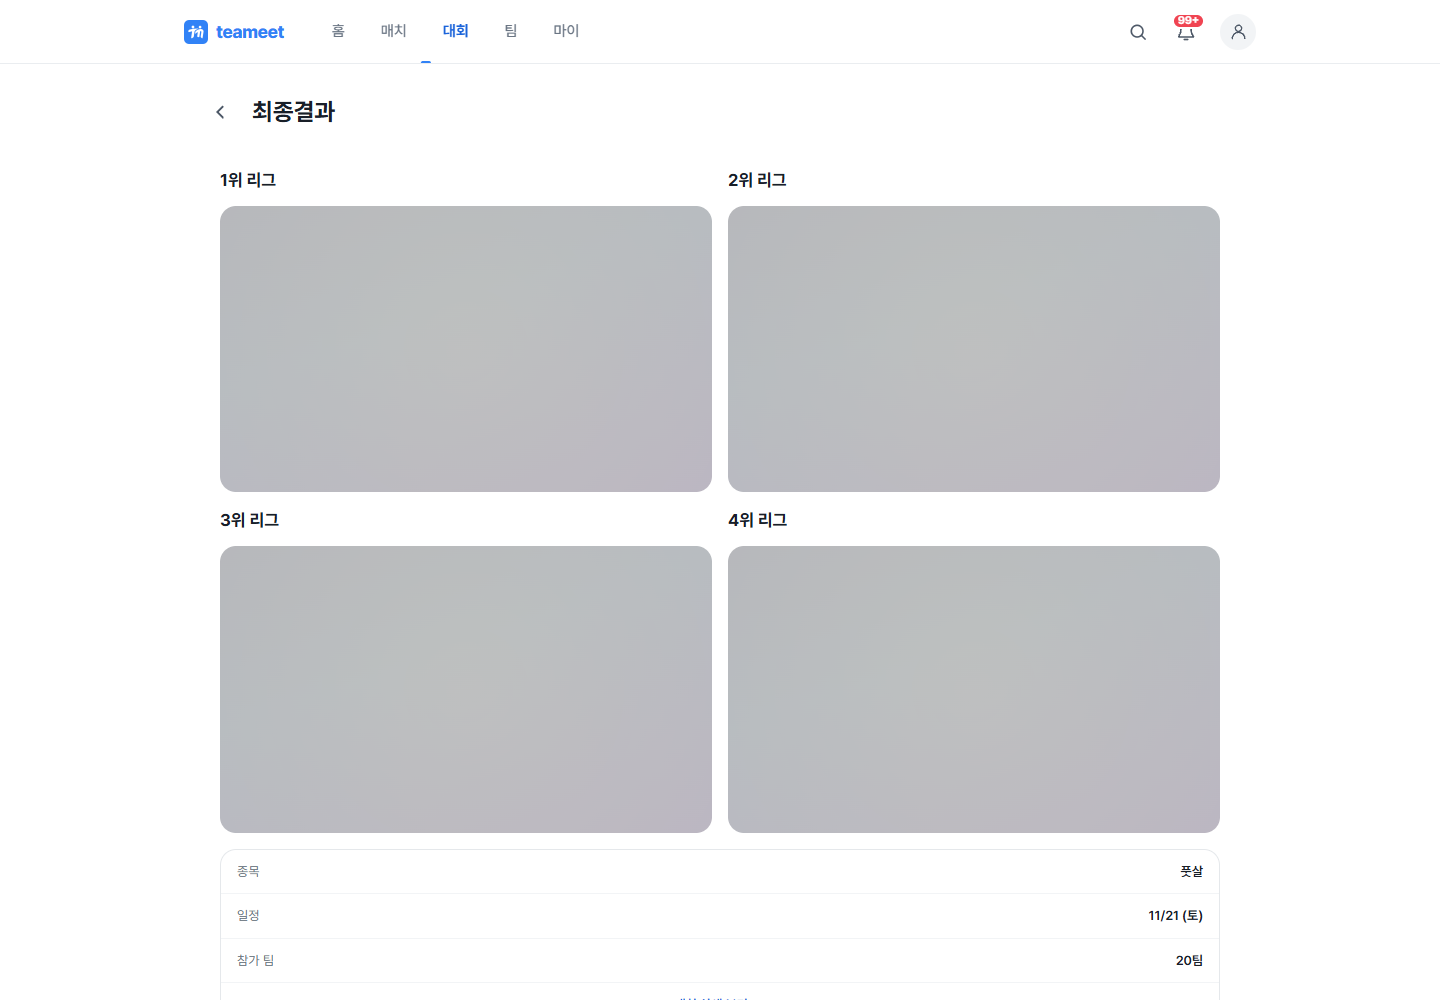 teameet
홈
매치
대회
팀
마이
99+
최종결과
1위 리그
2위 리그
3위 리그
4위 리그
종목
풋살
일정
11/21 (토)
참가 팀
20팀